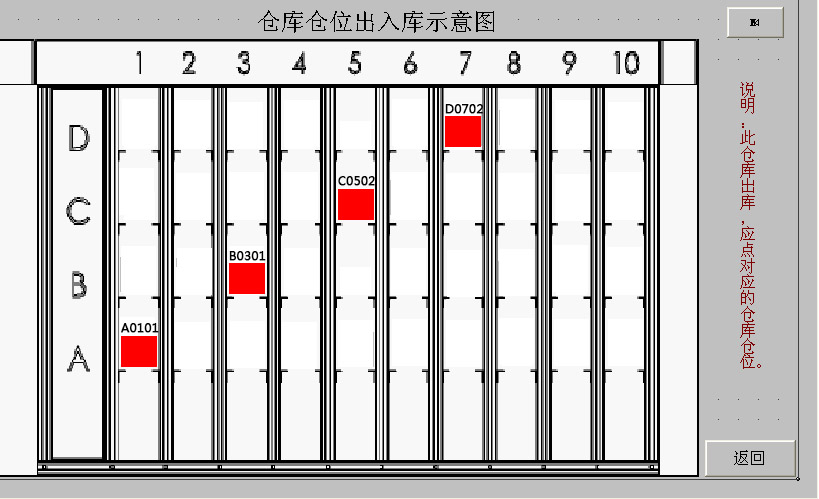 仓库仓位出入库示意图
1 2 3 4 5 6 7 8 9 10
D
D0702
C
C0502
B
B0301
A
A0101
说明：此仓库出库，应点对应的仓库仓位。
返回